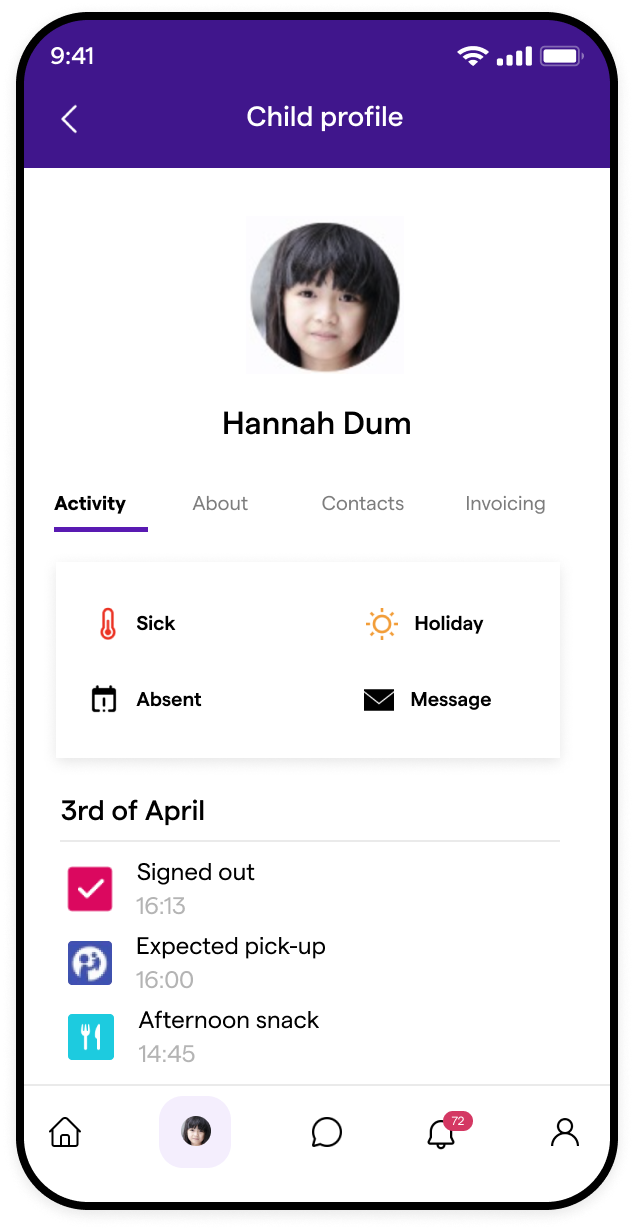 9:41
Child profile
Hannah Dum
Activity About Contacts Invoicing
Sick Holiday
Absent Message
3rd of April
Signed out
16:13
Expected pick-up
16:00
Afternoon snack
14:45
72